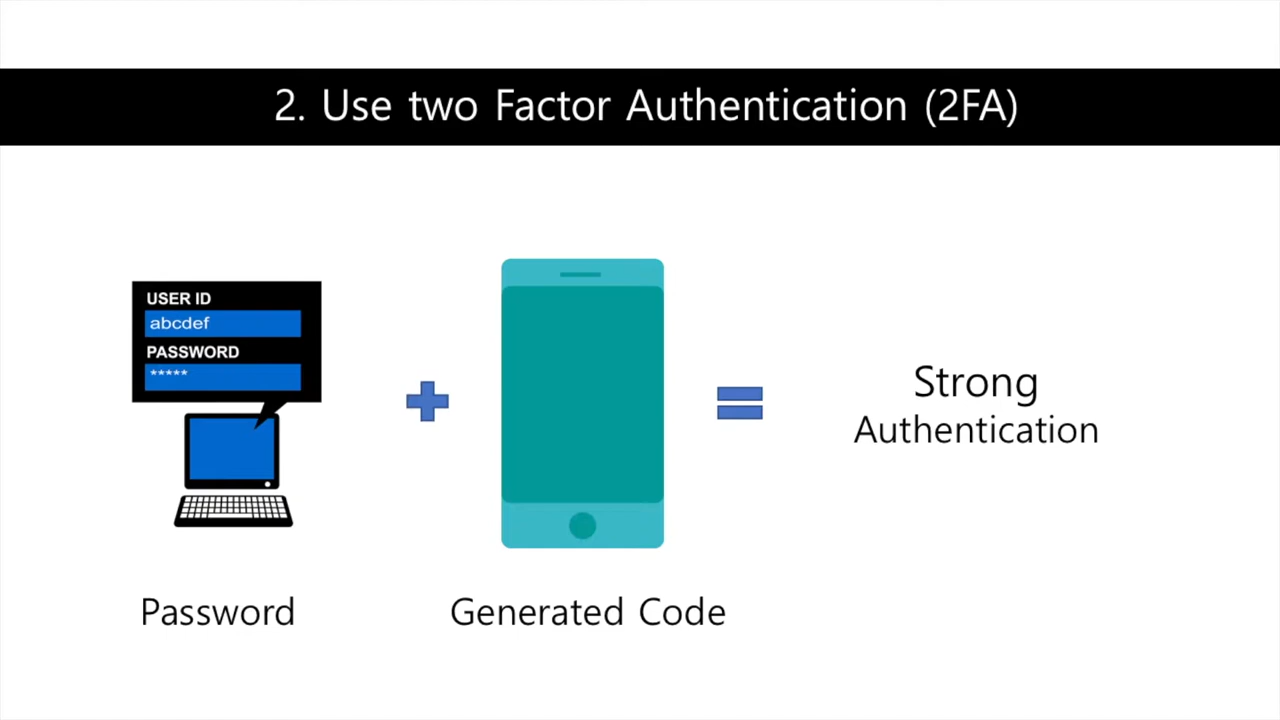 2. Use two Factor Authentication (2FA)
USER ID
abcdef
PASSWORD
*****
Strong
Authentication
Password
Generated Code